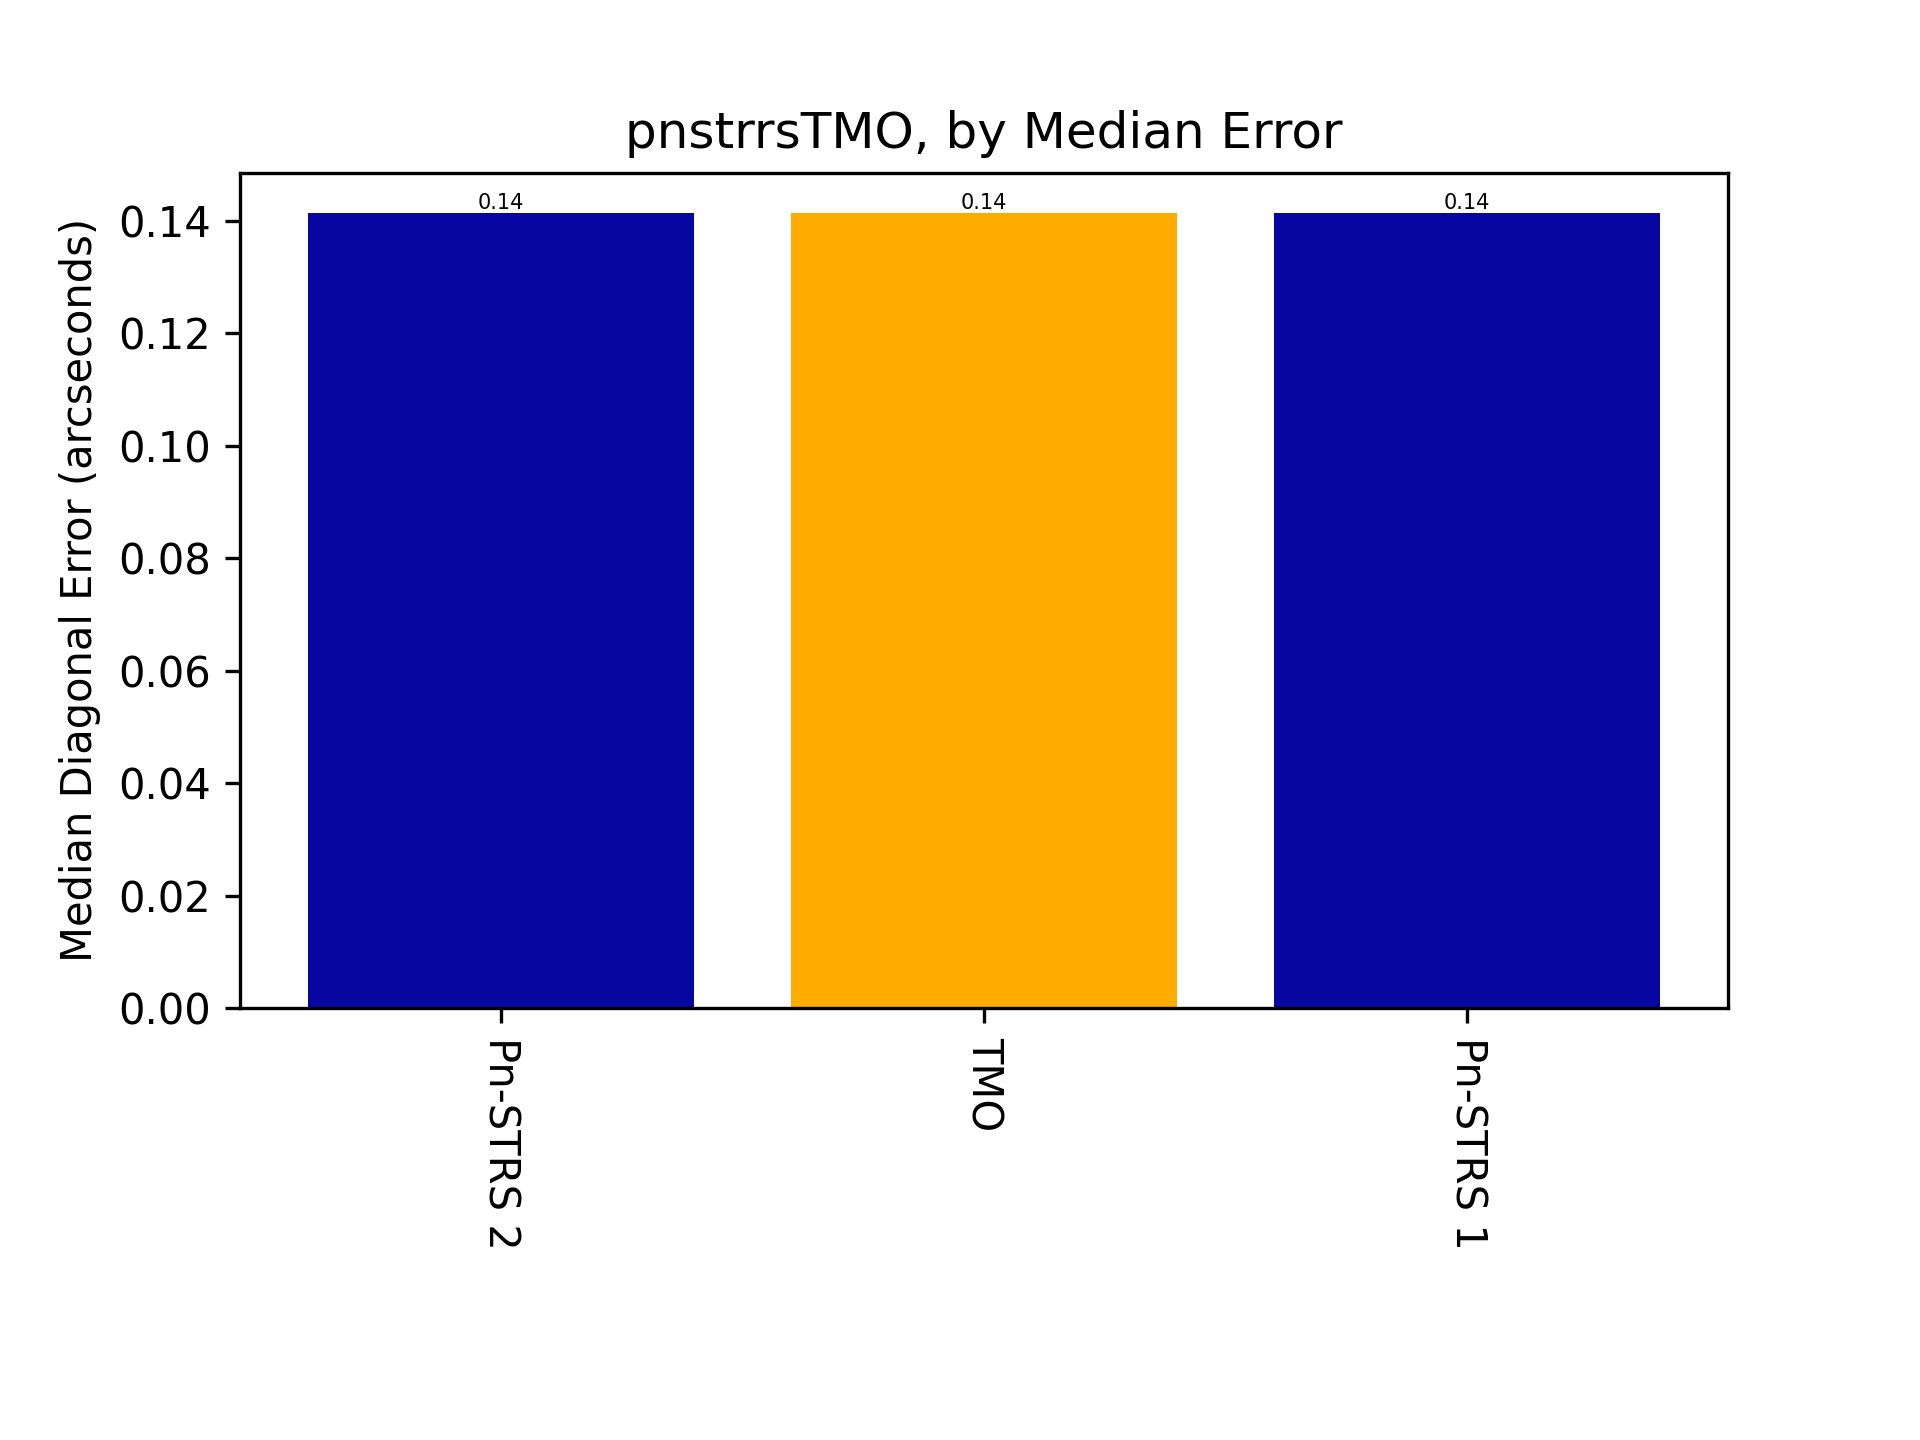 pnstrrsTMO, by Median Error
Median Diagonal Error (arcseconds)
0.14
0.12
0.10
0.08
0.06
0.04
0.02
0.00
0.14
0.14
0.14
Pn-STRS 2
TMO
Pn-STRS 1